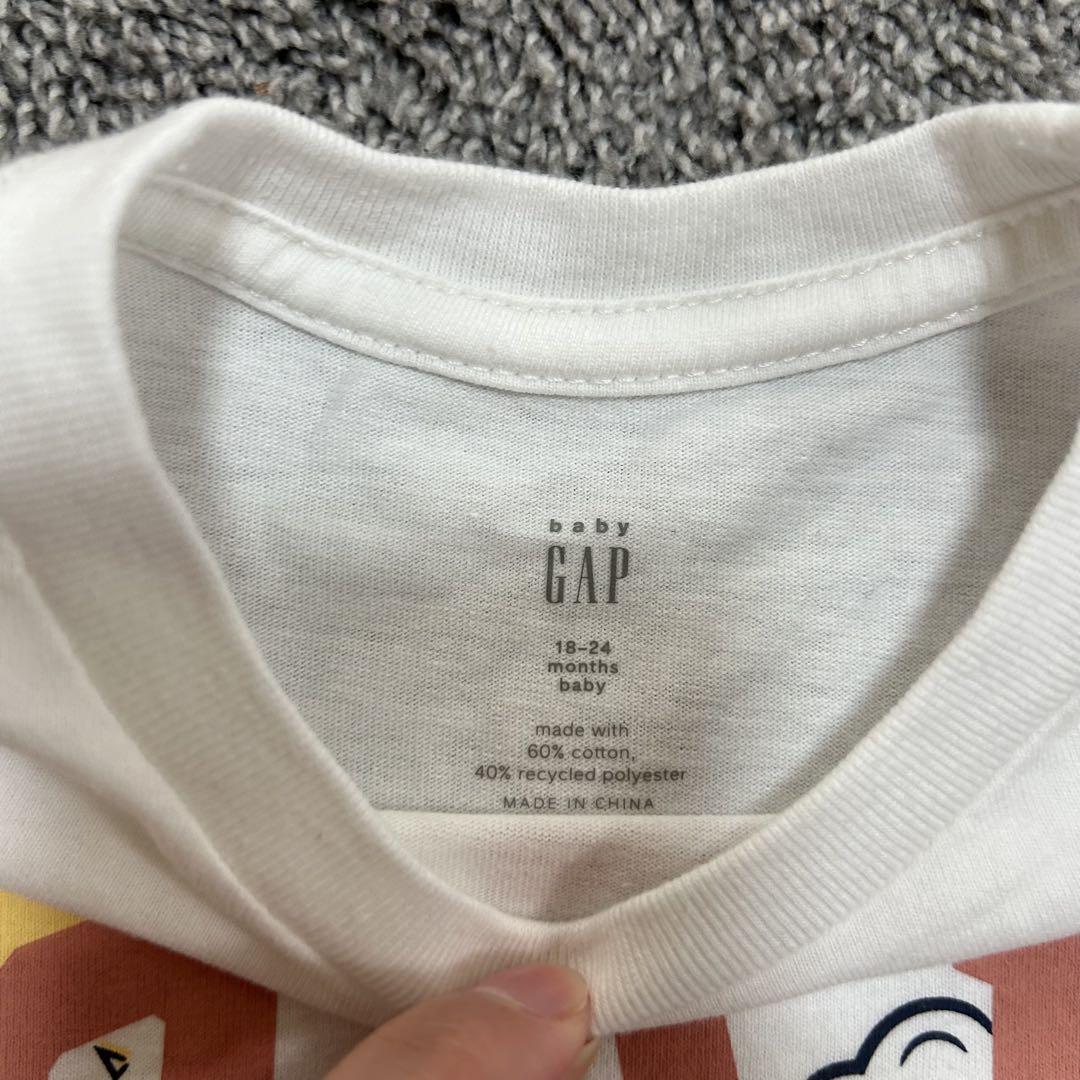 baby
GAP
18–24
months
baby
made with
60% cotton,
40% recycled polyester
MADE IN CHINA